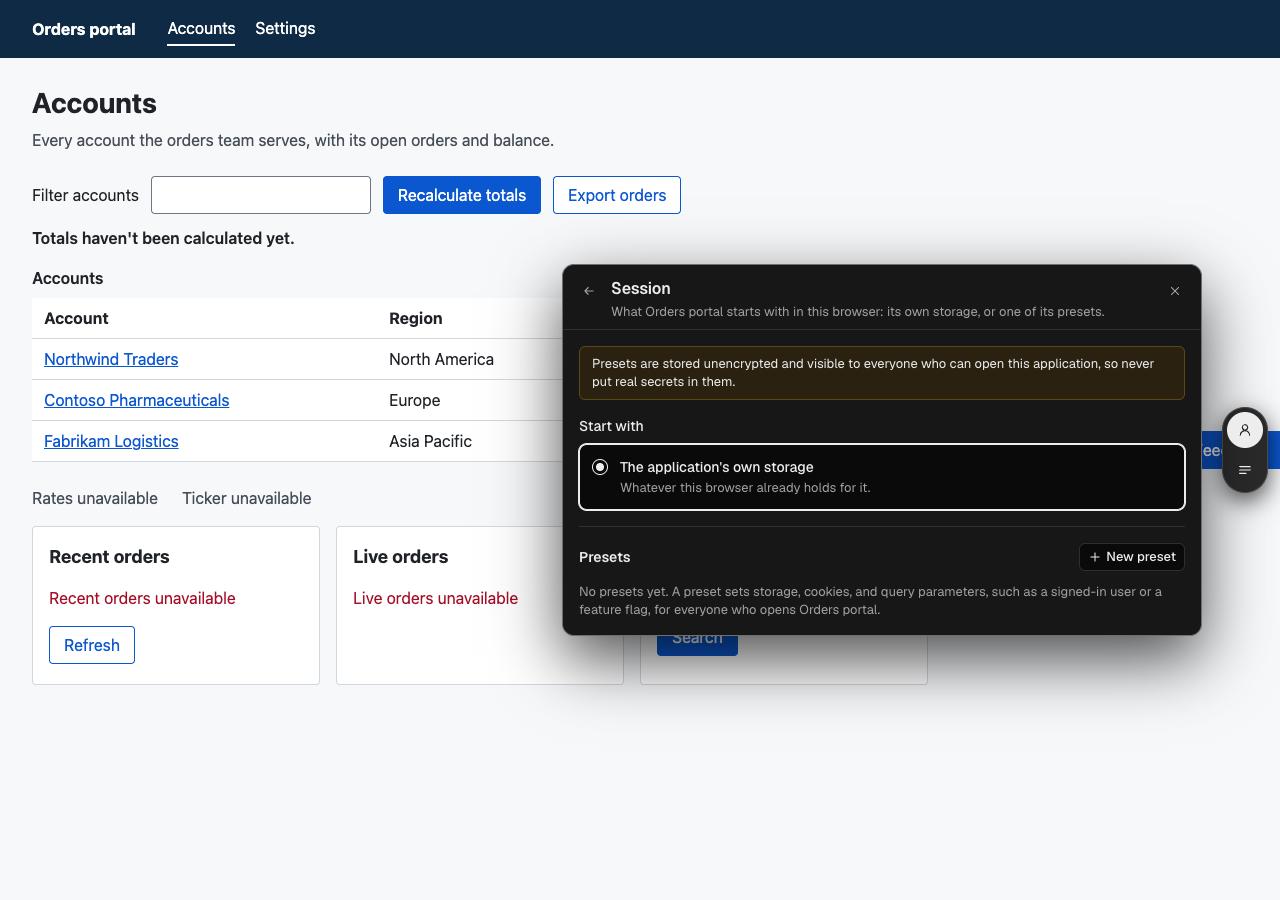 Orders portal
Accounts
Settings
Accounts
Every account the orders team serves, with its open orders and balance.
Filter accounts
Recalculate totals
Export orders
Totals haven't been calculated yet.
Accounts
Account
Region
Northwind Traders
North America
Contoso Pharmaceuticals
Europe
Fabrikam Logistics
Asia Pacific
Rates unavailable
Ticker unavailable
Recent orders
Recent orders unavailable
Refresh
Live orders
Live orders unavailable
Search
Session
What Orders portal starts with in this browser: its own storage, or one of its presets.
Presets are stored unencrypted and visible to everyone who can open this application, so never
put real secrets in them.
Start with
The application's own storage
Whatever this browser already holds for it.
Presets
New preset
No presets yet. A preset sets storage, cookies, and query parameters, such as a signed-in user or a
feature flag, for everyone who opens Orders portal.